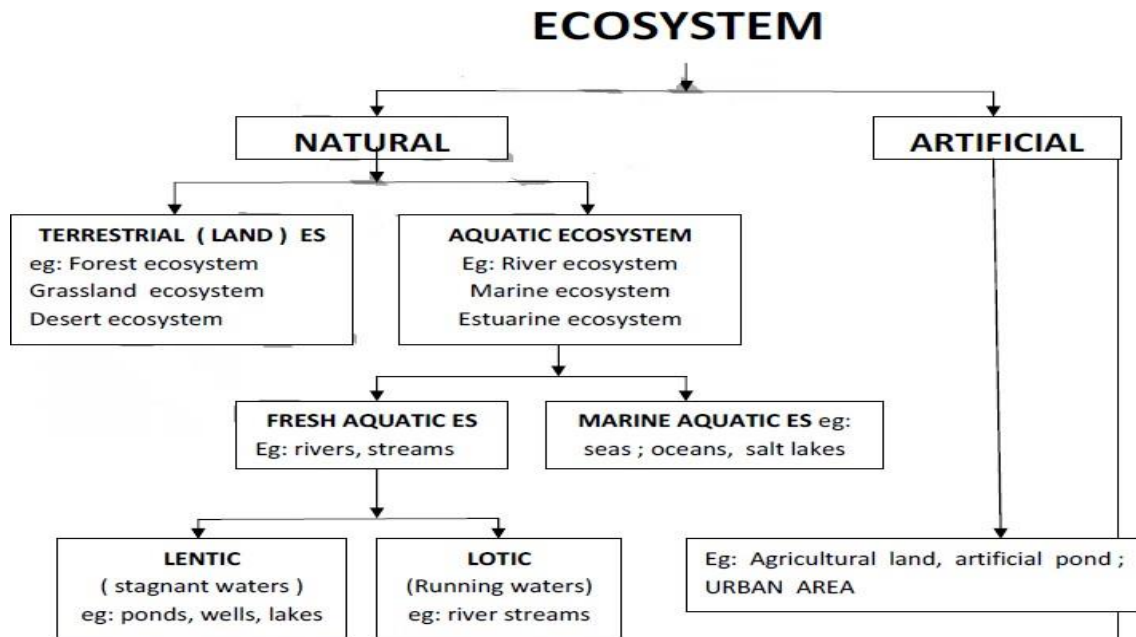 ECOSYSTEM
NATURAL
ARTIFICIAL
TERRESTRIAL ( LAND ) ES
eg: Forest ecosystem
Grassland ecosystem
Desert ecosystem
AQUATIC ECOSYSTEM
Eg: River ecosystem
Marine ecosystem
Estuarine ecosystem
FRESH AQUATIC ES
Eg: rivers, streams
MARINE AQUATIC ES eg:
seas ; oceans, salt lakes
LENTIC
( stagnant waters )
eg: ponds, wells, lakes
LOTIC
(Running waters)
eg: river streams
Eg: Agricultural land, artificial pond ;
URBAN AREA